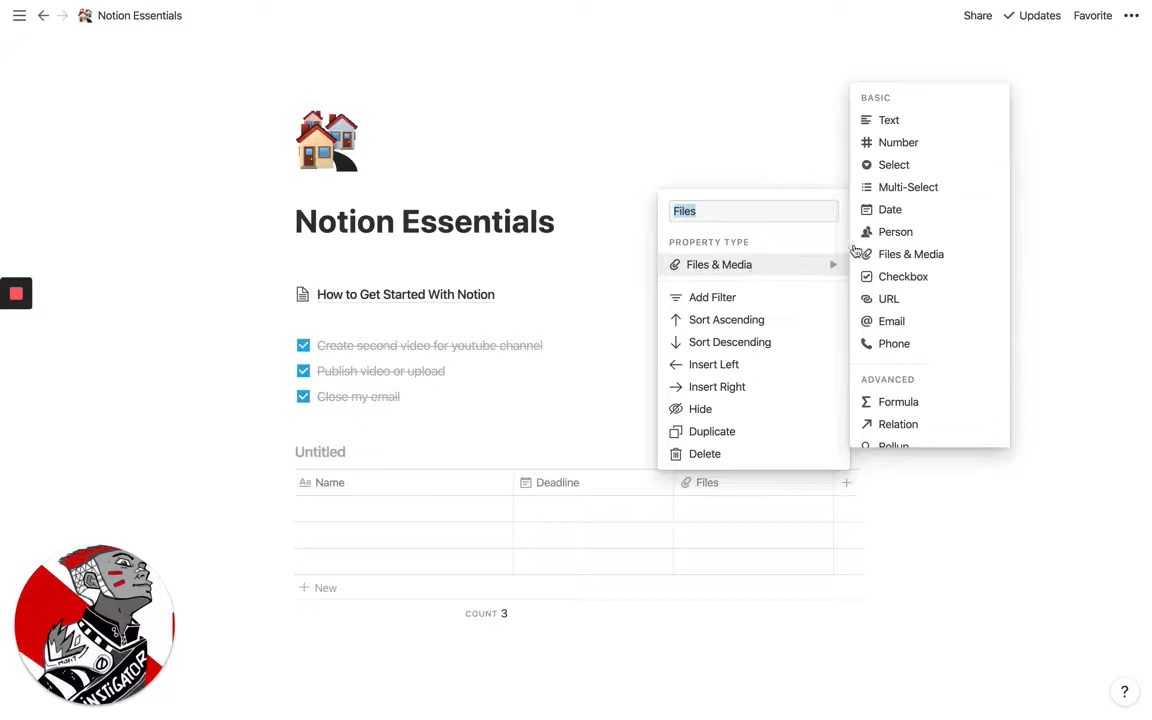 Notion Essentials
Share
Updates
Favorite
Notion Essentials
How to Get Started With Notion
Create second video for youtube channel
Publish video or upload
Close my email
Untitled
Name
Deadline
Files
New
COUNT 3
Files
PROPERTY TYPE
Files & Media
Add Filter
Sort Ascending
Sort Descending
Insert Left
Insert Right
Hide
Duplicate
Delete
BASIC
Text
Number
Select
Multi-Select
Date
Person
Files & Media
Checkbox
URL
Email
Phone
ADVANCED
Formula
Relation
Rollup
MISFIT
INSTIGATOR
?